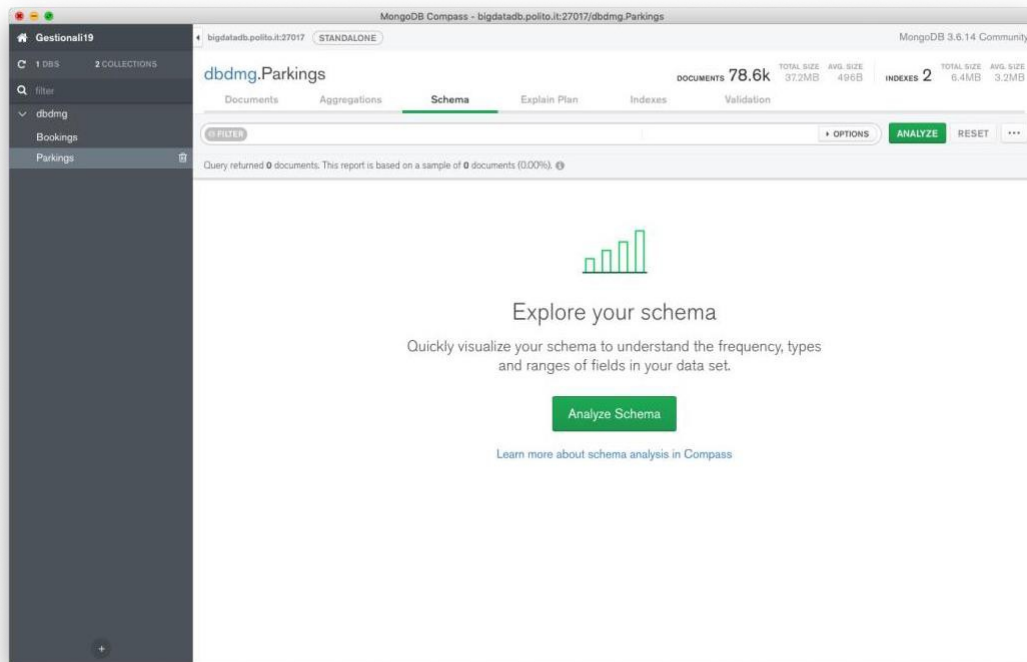 MongoDB Compass - bigdatadb.polito.it:27017/dbdmg.Parkings
Gestionali19
bigdatadb.polito.it:27017 STANDALONE
MongoDB 3.6.14 Community
1 DBS 2 COLLECTIONS
filter
dbdmg
Bookings
Parkings
dbdmg.Parkings
DOCUMENTS 78.6k TOTAL SIZE 37.2MB AVG. SIZE 496B INDEXES 2 TOTAL SIZE 6.4MB AVG. SIZE 3.2MB
Documents Aggregations Schema Explain Plan Indexes Validation
FILTER OPTIONS ANALYZE RESET ...
Query returned 0 documents. This report is based on a sample of 0 documents (0.00%).
Explore your schema
Quickly visualize your schema to understand the frequency, types
and ranges of fields in your data set.
Analyze Schema
Learn more about schema analysis in Compass